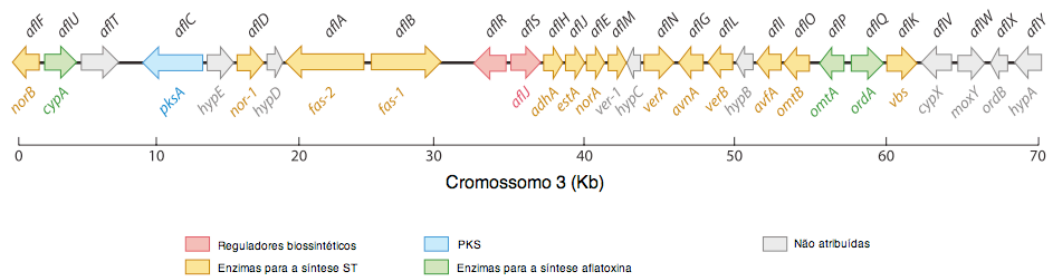 aflF aflU aflT aflC aflD aflA aflB aflR aflS aflH aflJ aflE aflM aflN aflG aflL aflI aflO aflP aflQ aflK aflV aflW aflX aflY
norB cypA pksA hypE nor-1 hypD fas-2 fas-1 aflJ adhA estA norA ver-1 hypC verA avnA verB hypB avfA omtB omtA ordA vbs cypX moxY ordB hypA
0 10 20 30 40 50 60 70
Cromossomo 3 (Kb)
Reguladores biossintéticos PKS Não atribuídas
Enzimas para a síntese ST Enzimas para a síntese aflatoxina